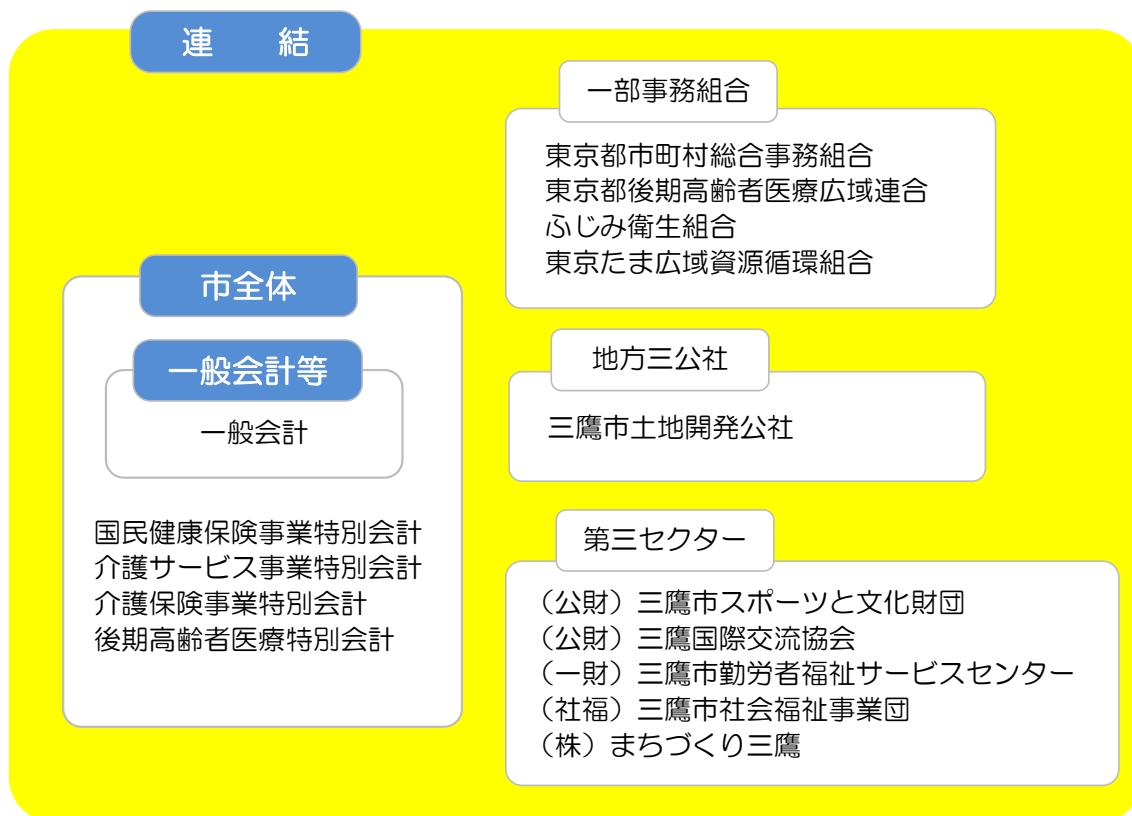 連　　結
市全体
一般会計等
一般会計
国民健康保険事業特別会計
介護サービス事業特別会計
介護保険事業特別会計
後期高齢者医療特別会計
一部事務組合
東京都市町村総合事務組合
東京都後期高齢者医療広域連合
ふじみ衛生組合
東京たま広域資源循環組合
地方三公社
三鷹市土地開発公社
第三セクター
（公財）三鷹市スポーツと文化財団
（公財）三鷹国際交流協会
（一財）三鷹市勤労者福祉サービスセンター
（社福）三鷹市社会福祉事業団
（株）まちづくり三鷹